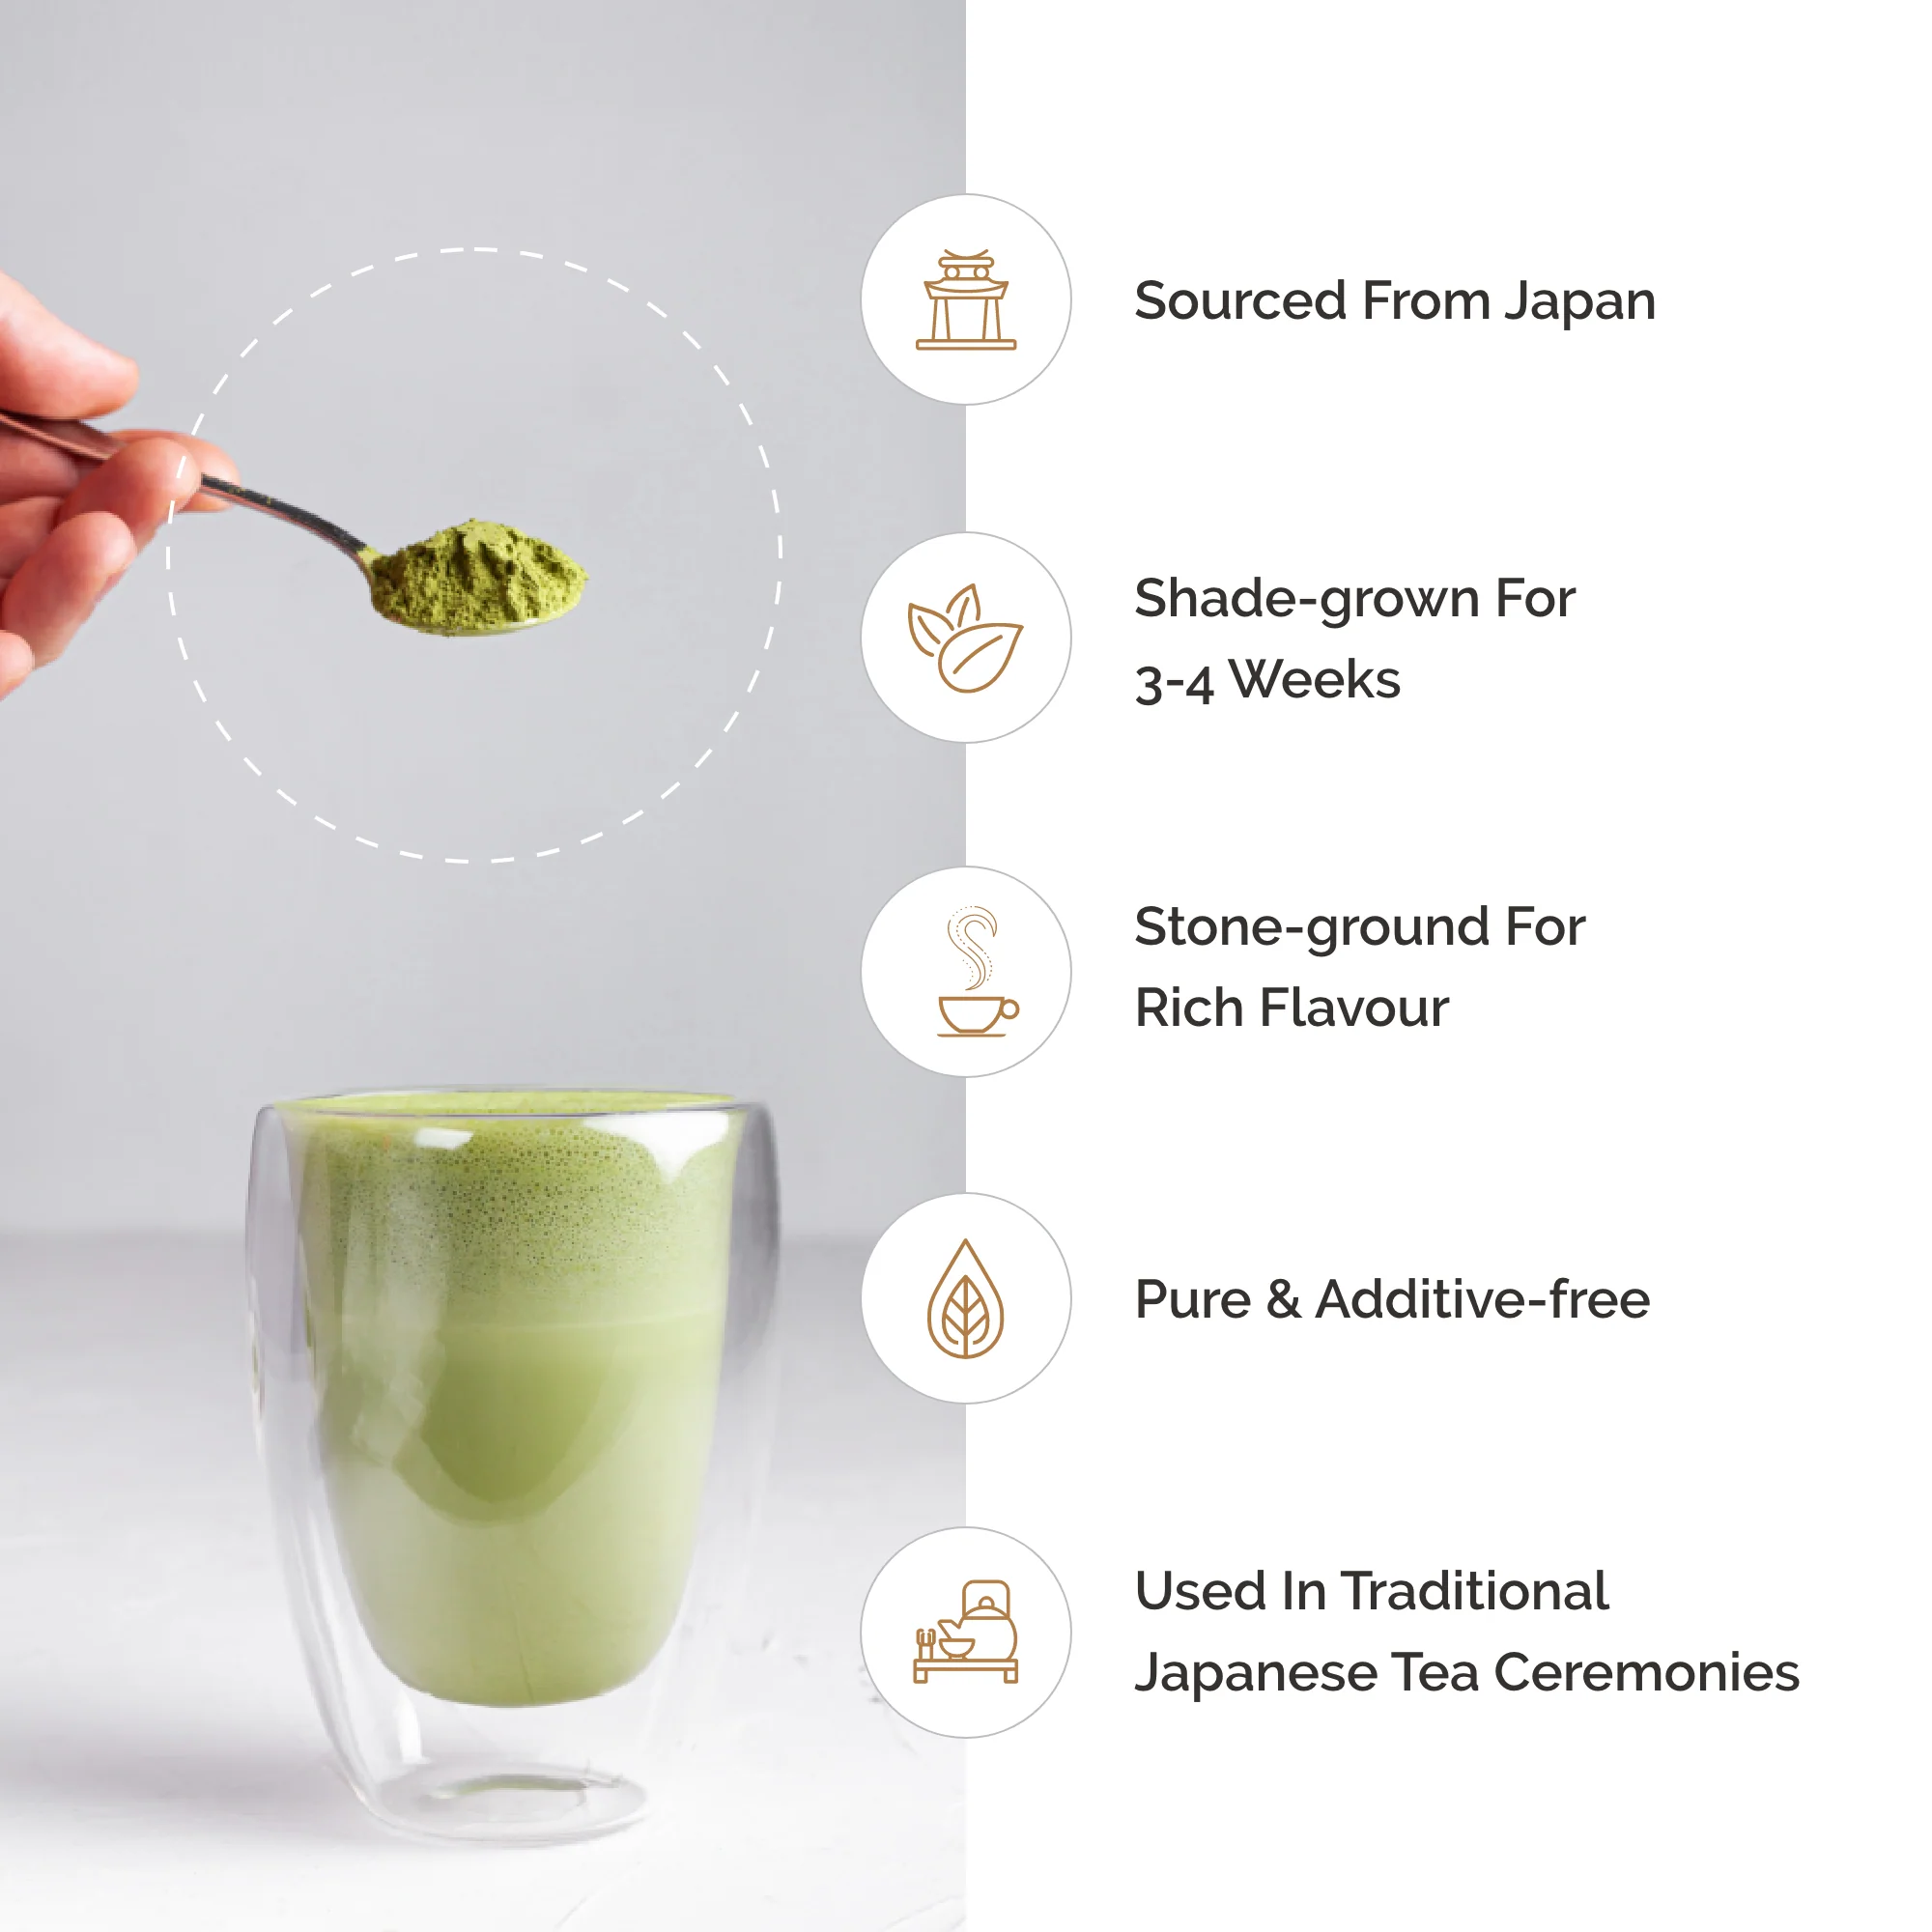 Sourced From Japan
Shade-grown For
3-4 Weeks
Stone-ground For
Rich Flavour
Pure & Additive-free
Used In Traditional
Japanese Tea Ceremonies